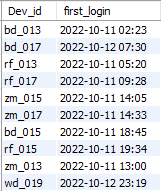 Dev_id first_login
bd_013 2022-10-11 02:23
bd_017 2022-10-12 07:30
rf_013 2022-10-11 05:20
rf_017 2022-10-11 09:28
zm_015 2022-10-11 14:05
zm_017 2022-10-11 14:33
bd_015 2022-10-11 18:45
rf_015 2022-10-11 19:34
zm_013 2022-10-11 13:00
wd_019 2022-10-12 23:19